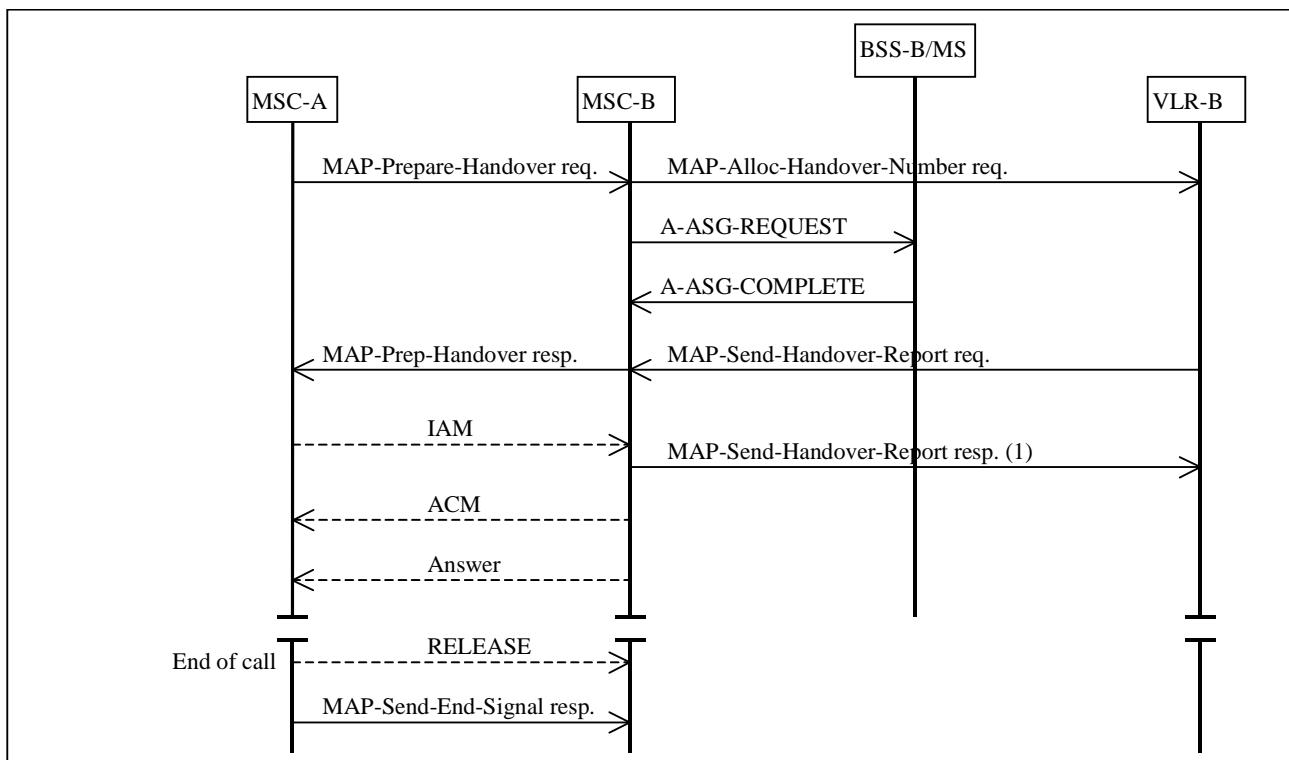 BSS-B/MS
MSC-A
MSC-B
VLR-B
MAP-Prepare-Handover req.
MAP-Alloc-Handover-Number req.
A-ASG-REQUEST
A-ASG-COMPLETE
MAP-Prep-Handover resp.
MAP-Send-Handover-Report req.
IAM
MAP-Send-Handover-Report resp. (1)
ACM
Answer
RELEASE
End of call
MAP-Send-End-Signal resp.